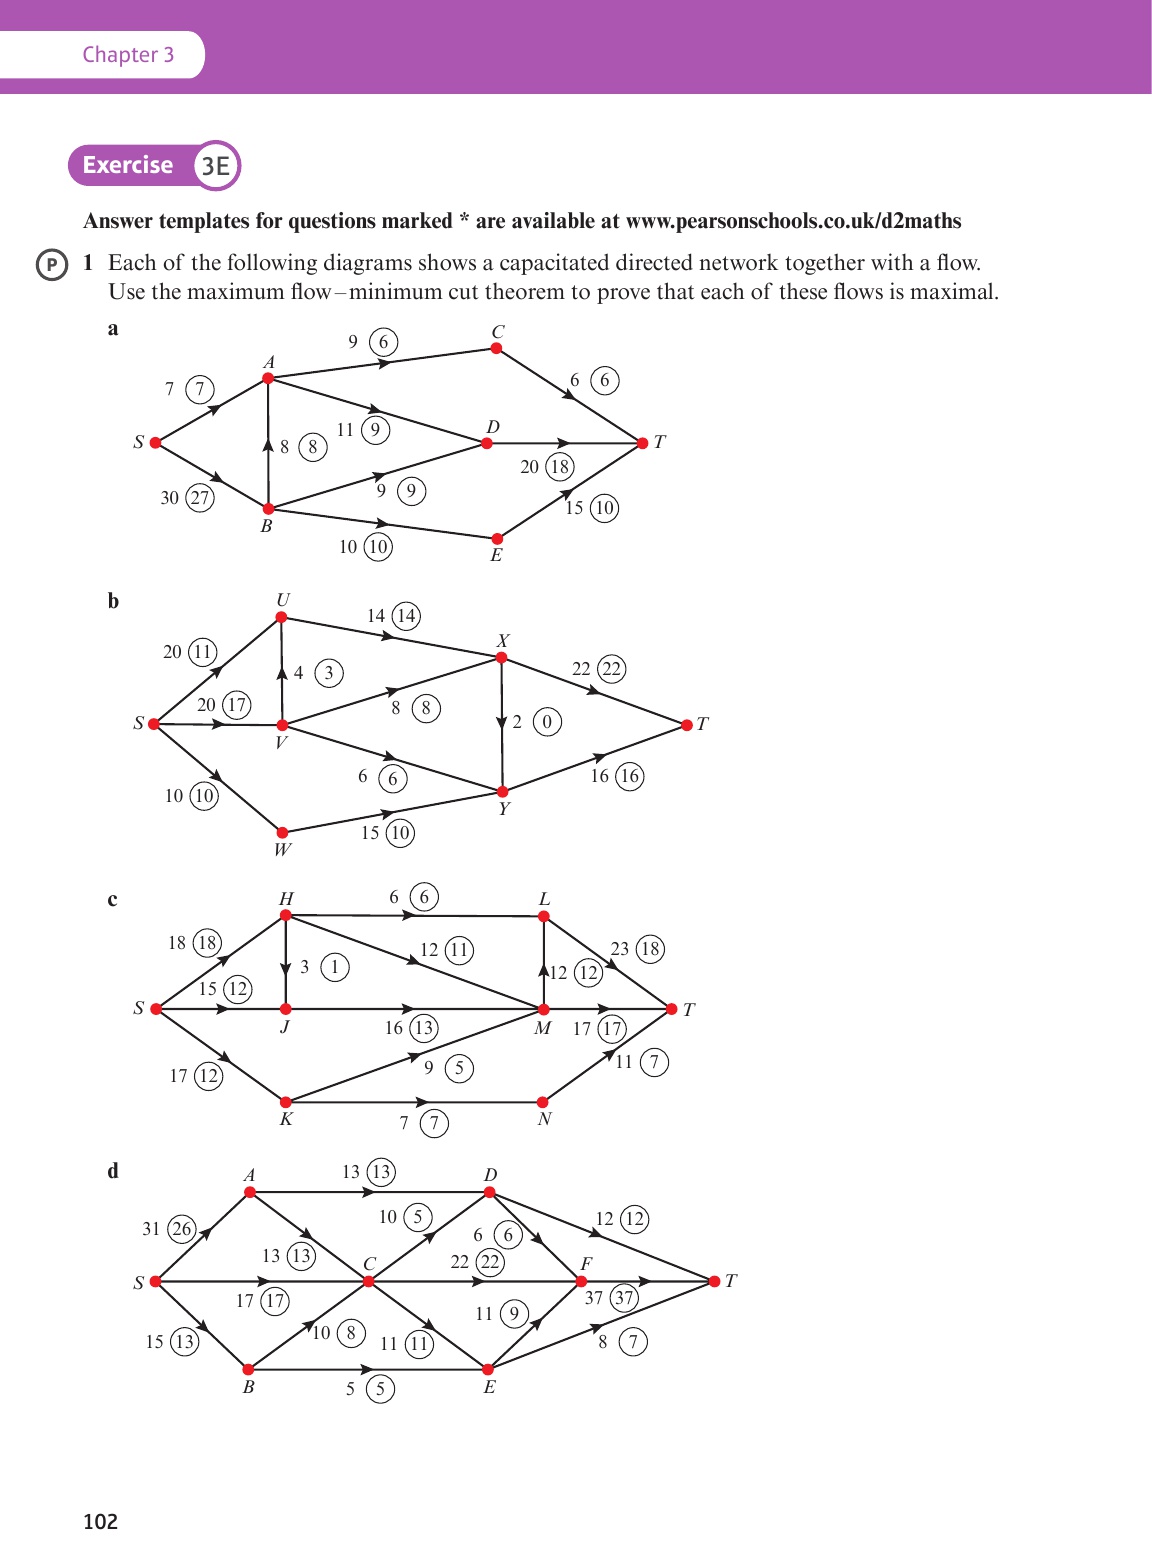 Chapter 3
Exercise 3E
Answer templates for questions marked * are available at www.pearsonschools.co.uk/d2maths
P 1 Each of the following diagrams shows a capacitated directed network together with a flow.
Use the maximum flow–minimum cut theorem to prove that each of these flows is maximal.
a
C
9 6
A
7 7
6 6
11 9
D
S
8 8
T
20 18
30 27
9 9
15 10
B
10 10
E
b
U
14 14
X
20 11
4 3
22 22
20 17
8 8
S
2 0
T
V
6 6
16 16
10 10
Y
15 10
W
c
H
6 6
L
18 18
12 11
23 18
3 1
12 12
15 12
S
T
J
16 13
M
17 17
9 5
11 7
17 12
K
7 7
N
d
A
13 13
D
10 5
12 12
31 26
6 6
13 13
C
22 22
F
S
T
17 17
37 37
11 9
15 13
10 8
11 11
8 7
B
5 5
E
102